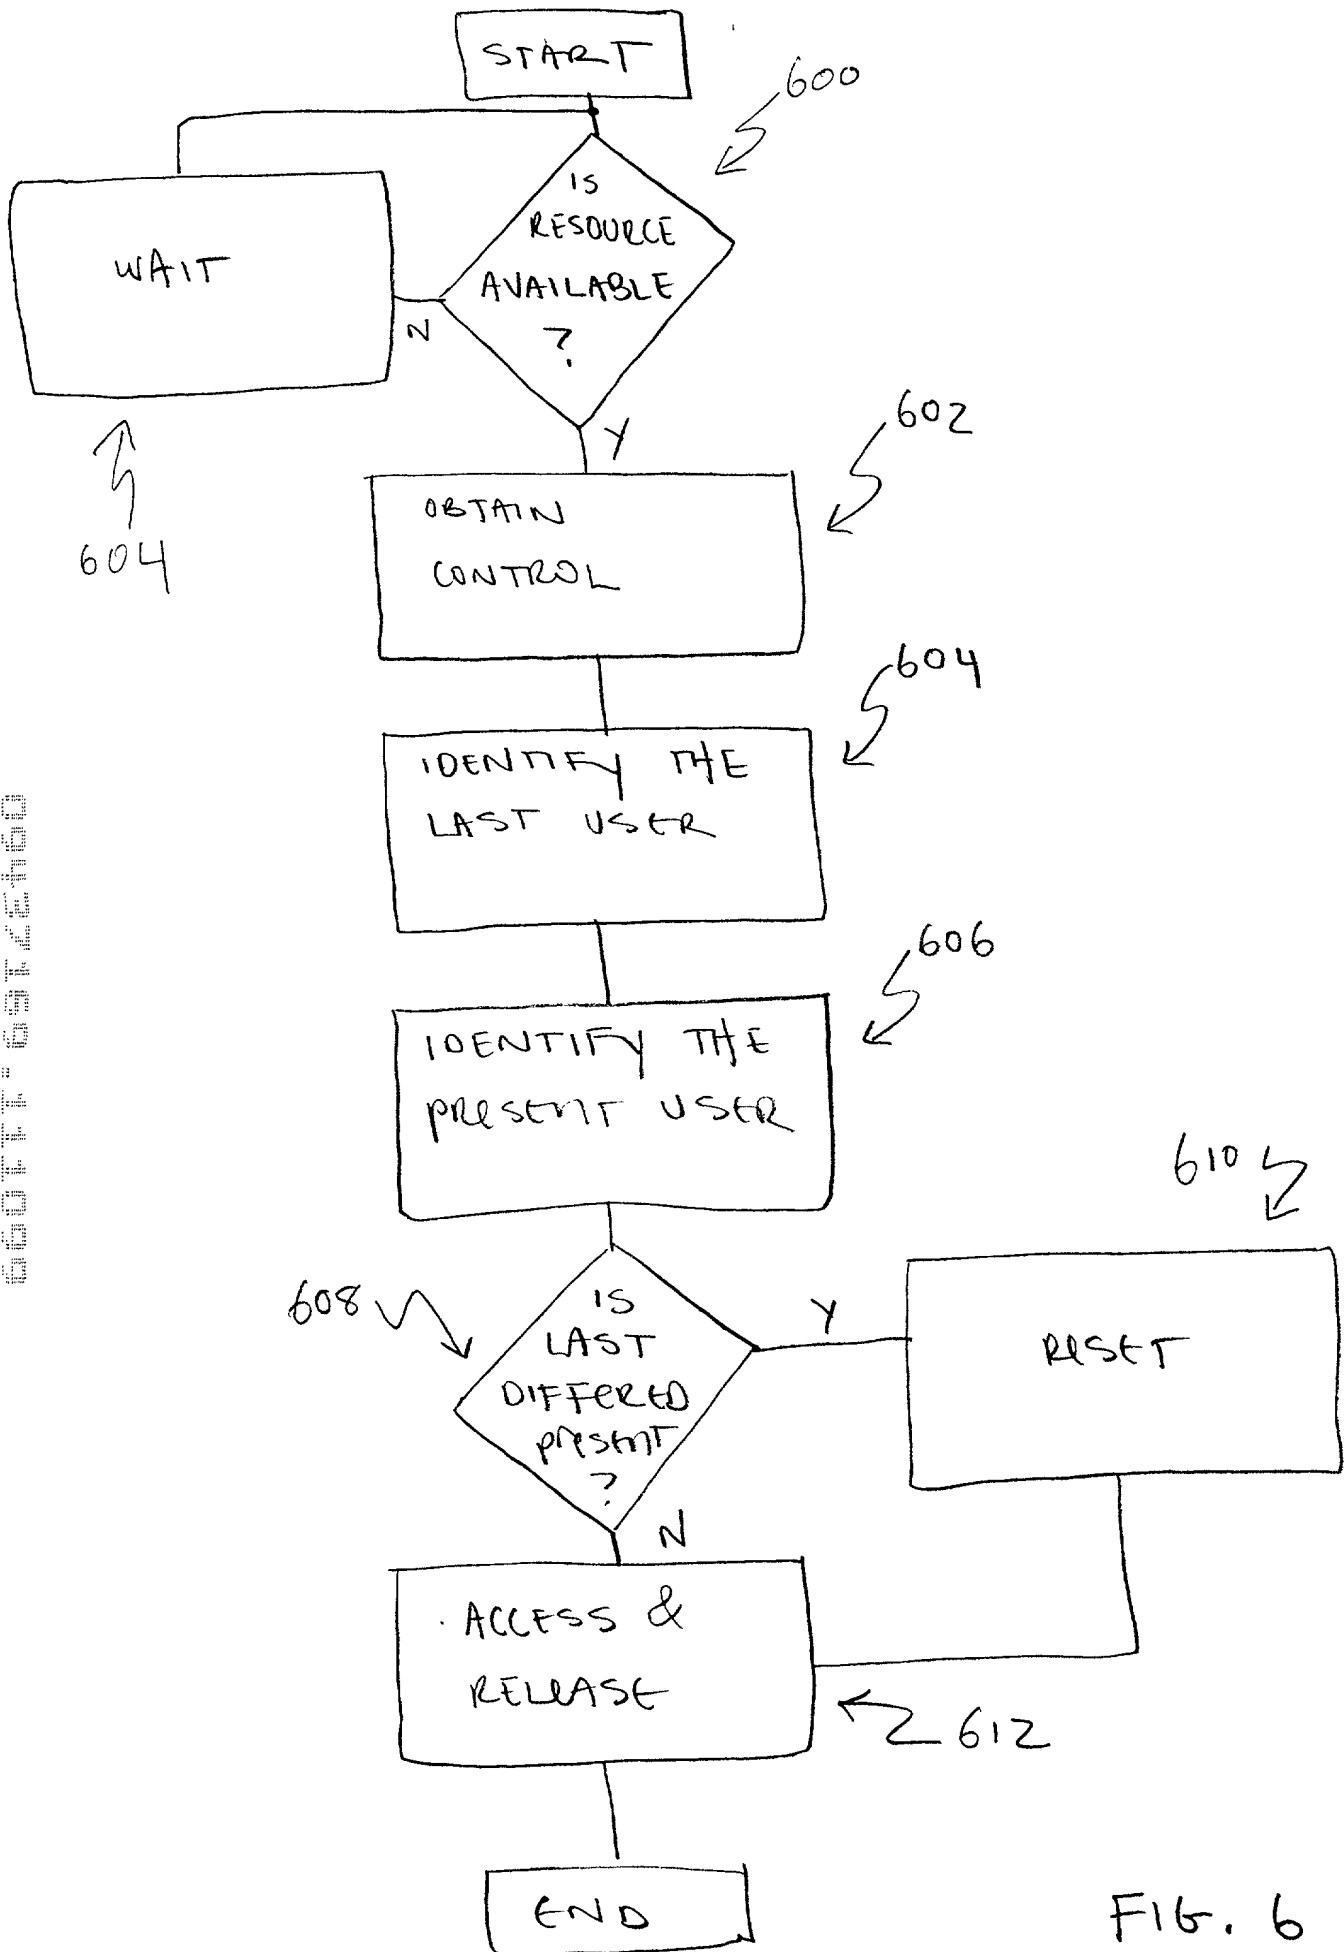 START
600
IS
RESOURCE
AVAILABLE
?
WAIT
N
Y
604
602
OBTAIN
CONTROL
604
IDENTIFY THE
LAST USER
606
IDENTIFY THE
PRESENT USER
610
608
IS
LAST
DIFFERED
PRESENT
?
Y
RESET
N
ACCESS &
RELEASE
612
END
FIG. 6